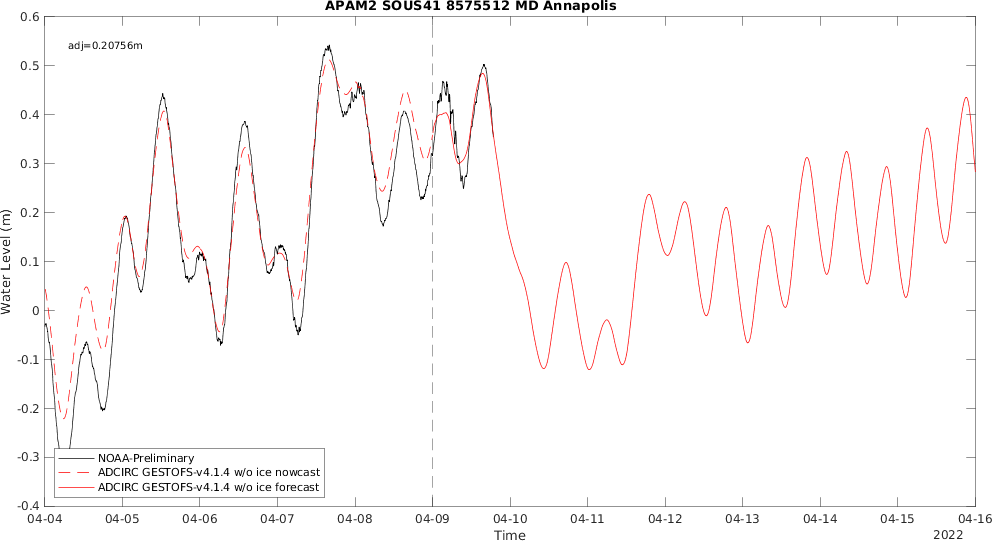 APAM2 SOUS41 8575512 MD Annapolis
adj=0.20756m
0.6
0.5
0.4
0.3
0.2
0.1
0
-0.1
-0.2
-0.3
-0.4
Water Level (m)
NOAA-Preliminary
ADCIRC GESTOFS-v4.1.4 w/o ice nowcast
ADCIRC GESTOFS-v4.1.4 w/o ice forecast
04-04 04-05 04-06 04-07 04-08 04-09 04-10 04-11 04-12 04-13 04-14 04-15 04-16
Time
2022